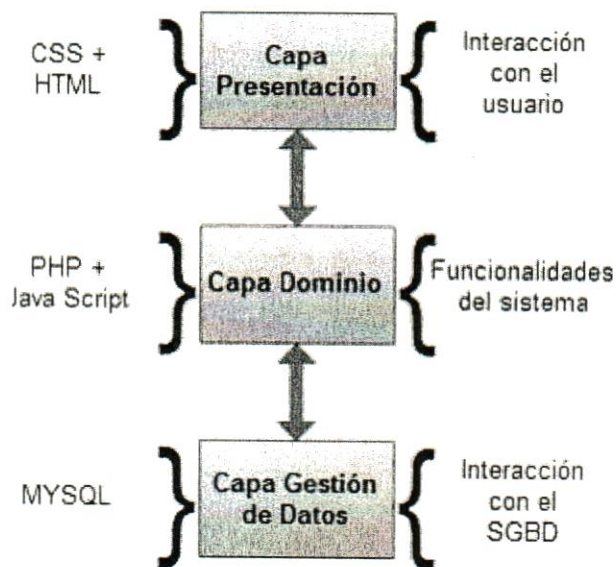 CSS +
HTML
Capa
Presentación
Interacción
con el
usuario
PHP +
Java Script
Capa Dominio
Funcionalidades
del sistema
MYSQL
Capa Gestión
de Datos
Interacción
con el
SGBD